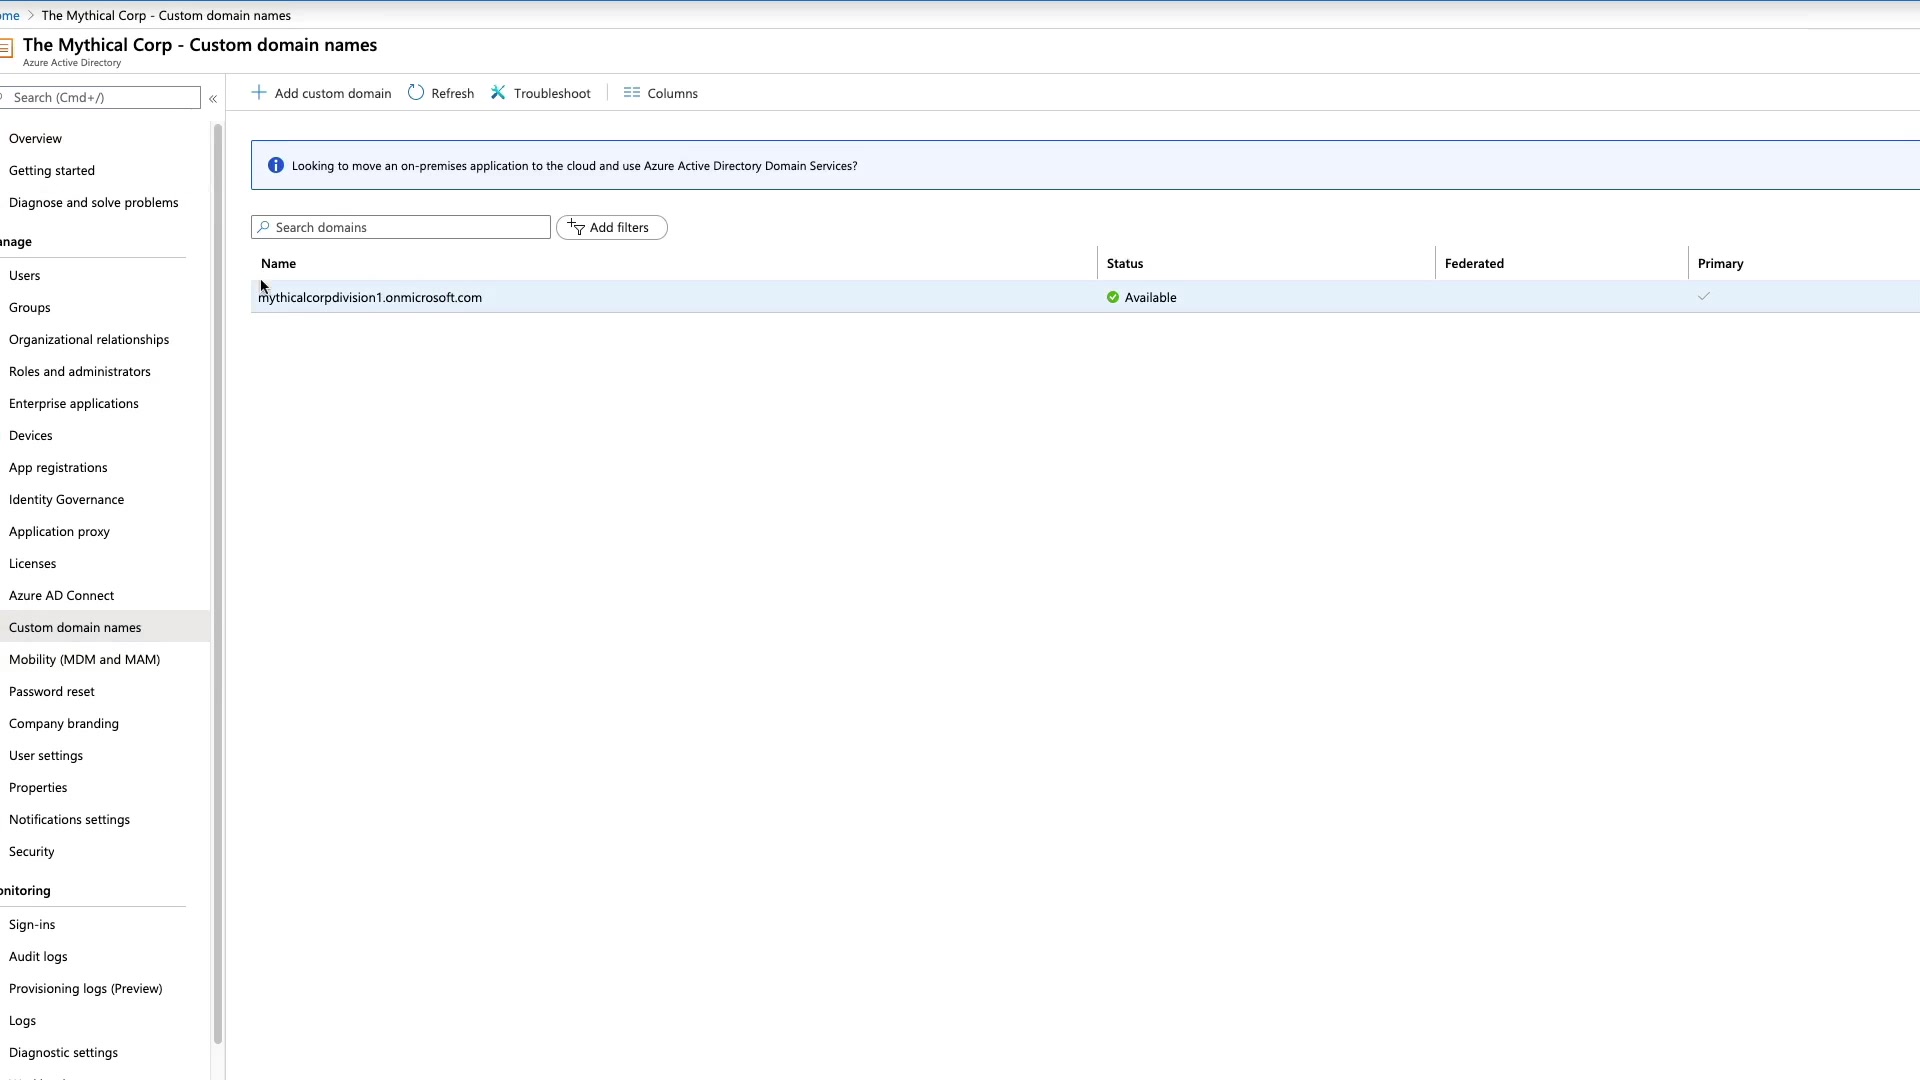 ome > The Mythical Corp - Custom domain names
The Mythical Corp - Custom domain names
Azure Active Directory
Search (Cmd+/)
«
Overview
Getting started
Diagnose and solve problems
anage
Users
Groups
Organizational relationships
Roles and administrators
Enterprise applications
Devices
App registrations
Identity Governance
Application proxy
Licenses
Azure AD Connect
Custom domain names
Mobility (MDM and MAM)
Password reset
Company branding
User settings
Properties
Notifications settings
Security
onitoring
Sign-ins
Audit logs
Provisioning logs (Preview)
Logs
Diagnostic settings
Add custom domain Refresh Troubleshoot Columns
Looking to move an on-premises application to the cloud and use Azure Active Directory Domain Services?
Search domains Add filters
Name Status Federated Primary
mythicalcorpdivision1.onmicrosoft.com Available